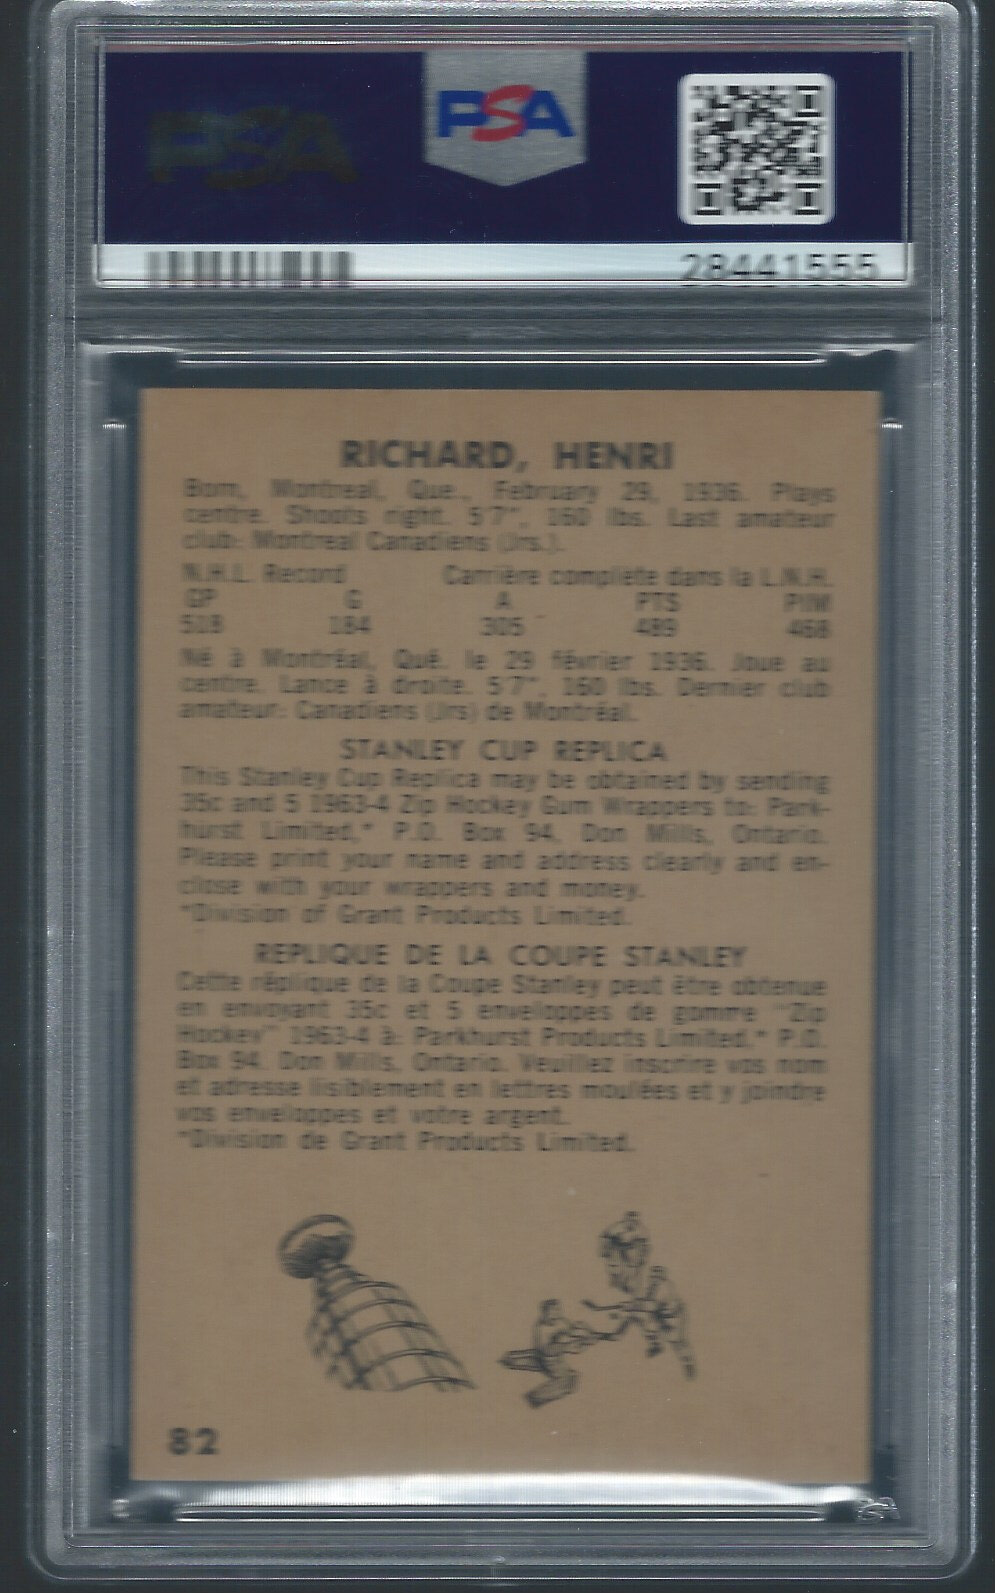 PSA
PSA
28441555
RICHARD, HENRI
Born, Montreal, Que., February 29, 1936. Plays
centre. Shoots right. 5'7", 160 lbs. Last amateur
club: Montreal Canadiens (Jrs.).
N.H.L. Record Carrière complète dans la L.N.H.
GP G A PTS PIM
518 184 305 489 468
Né à Montréal, Qué. le 29 février 1936. Joue au
centre. Lance à droite. 5'7", 160 lbs. Dernier club
amateur: Canadiens (Jrs) de Montréal.
STANLEY CUP REPLICA
This Stanley Cup Replica may be obtained by sending
35c and 5 1963-4 Zip Hockey Gum Wrappers to: Park-
hurst Limited,* P.O. Box 94, Don Mills, Ontario.
Please print your name and address clearly and en-
close with your wrappers and money.
*Division of Grant Products Limited.
REPLIQUE DE LA COUPE STANLEY
Cette réplique de la Coupe Stanley peut être obtenue
en envoyant 35c et 5 enveloppes de gomme "Zip
Hockey" 1963-4 à: Parkhurst Products Limited,* P.O.
Box 94, Don Mills, Ontario. Veuillez inscrire vos nom
et adresse lisiblement en lettres moulées et y joindre
vos enveloppes et votre argent.
*Division de Grant Products Limited.
82